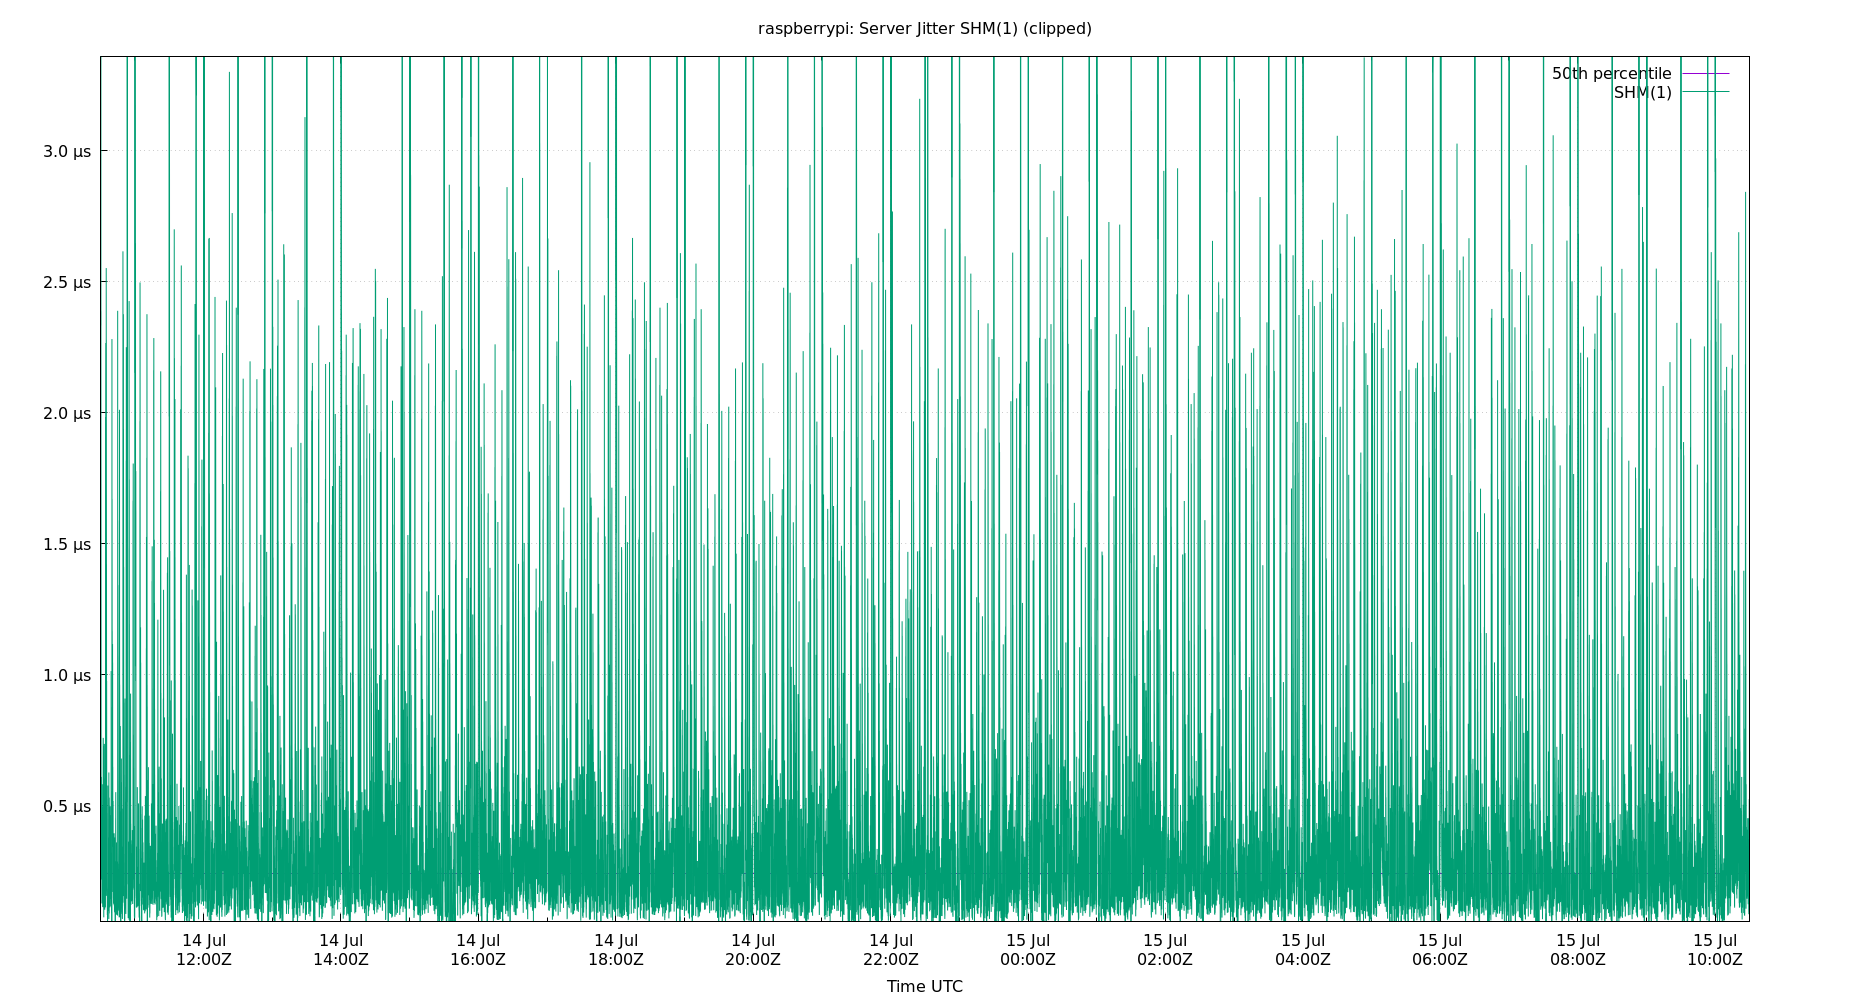 raspberrypi: Server Jitter SHM(1) (clipped)
50th percentile
SHM(1)
3.0 µs
2.5 µs
2.0 µs
1.5 µs
1.0 µs
0.5 µs
14 Jul 14 Jul 14 Jul 14 Jul 14 Jul 14 Jul 15 Jul 15 Jul 15 Jul 15 Jul 15 Jul 15 Jul
12:00Z 14:00Z 16:00Z 18:00Z 20:00Z 22:00Z 00:00Z 02:00Z 04:00Z 06:00Z 08:00Z 10:00Z
Time UTC